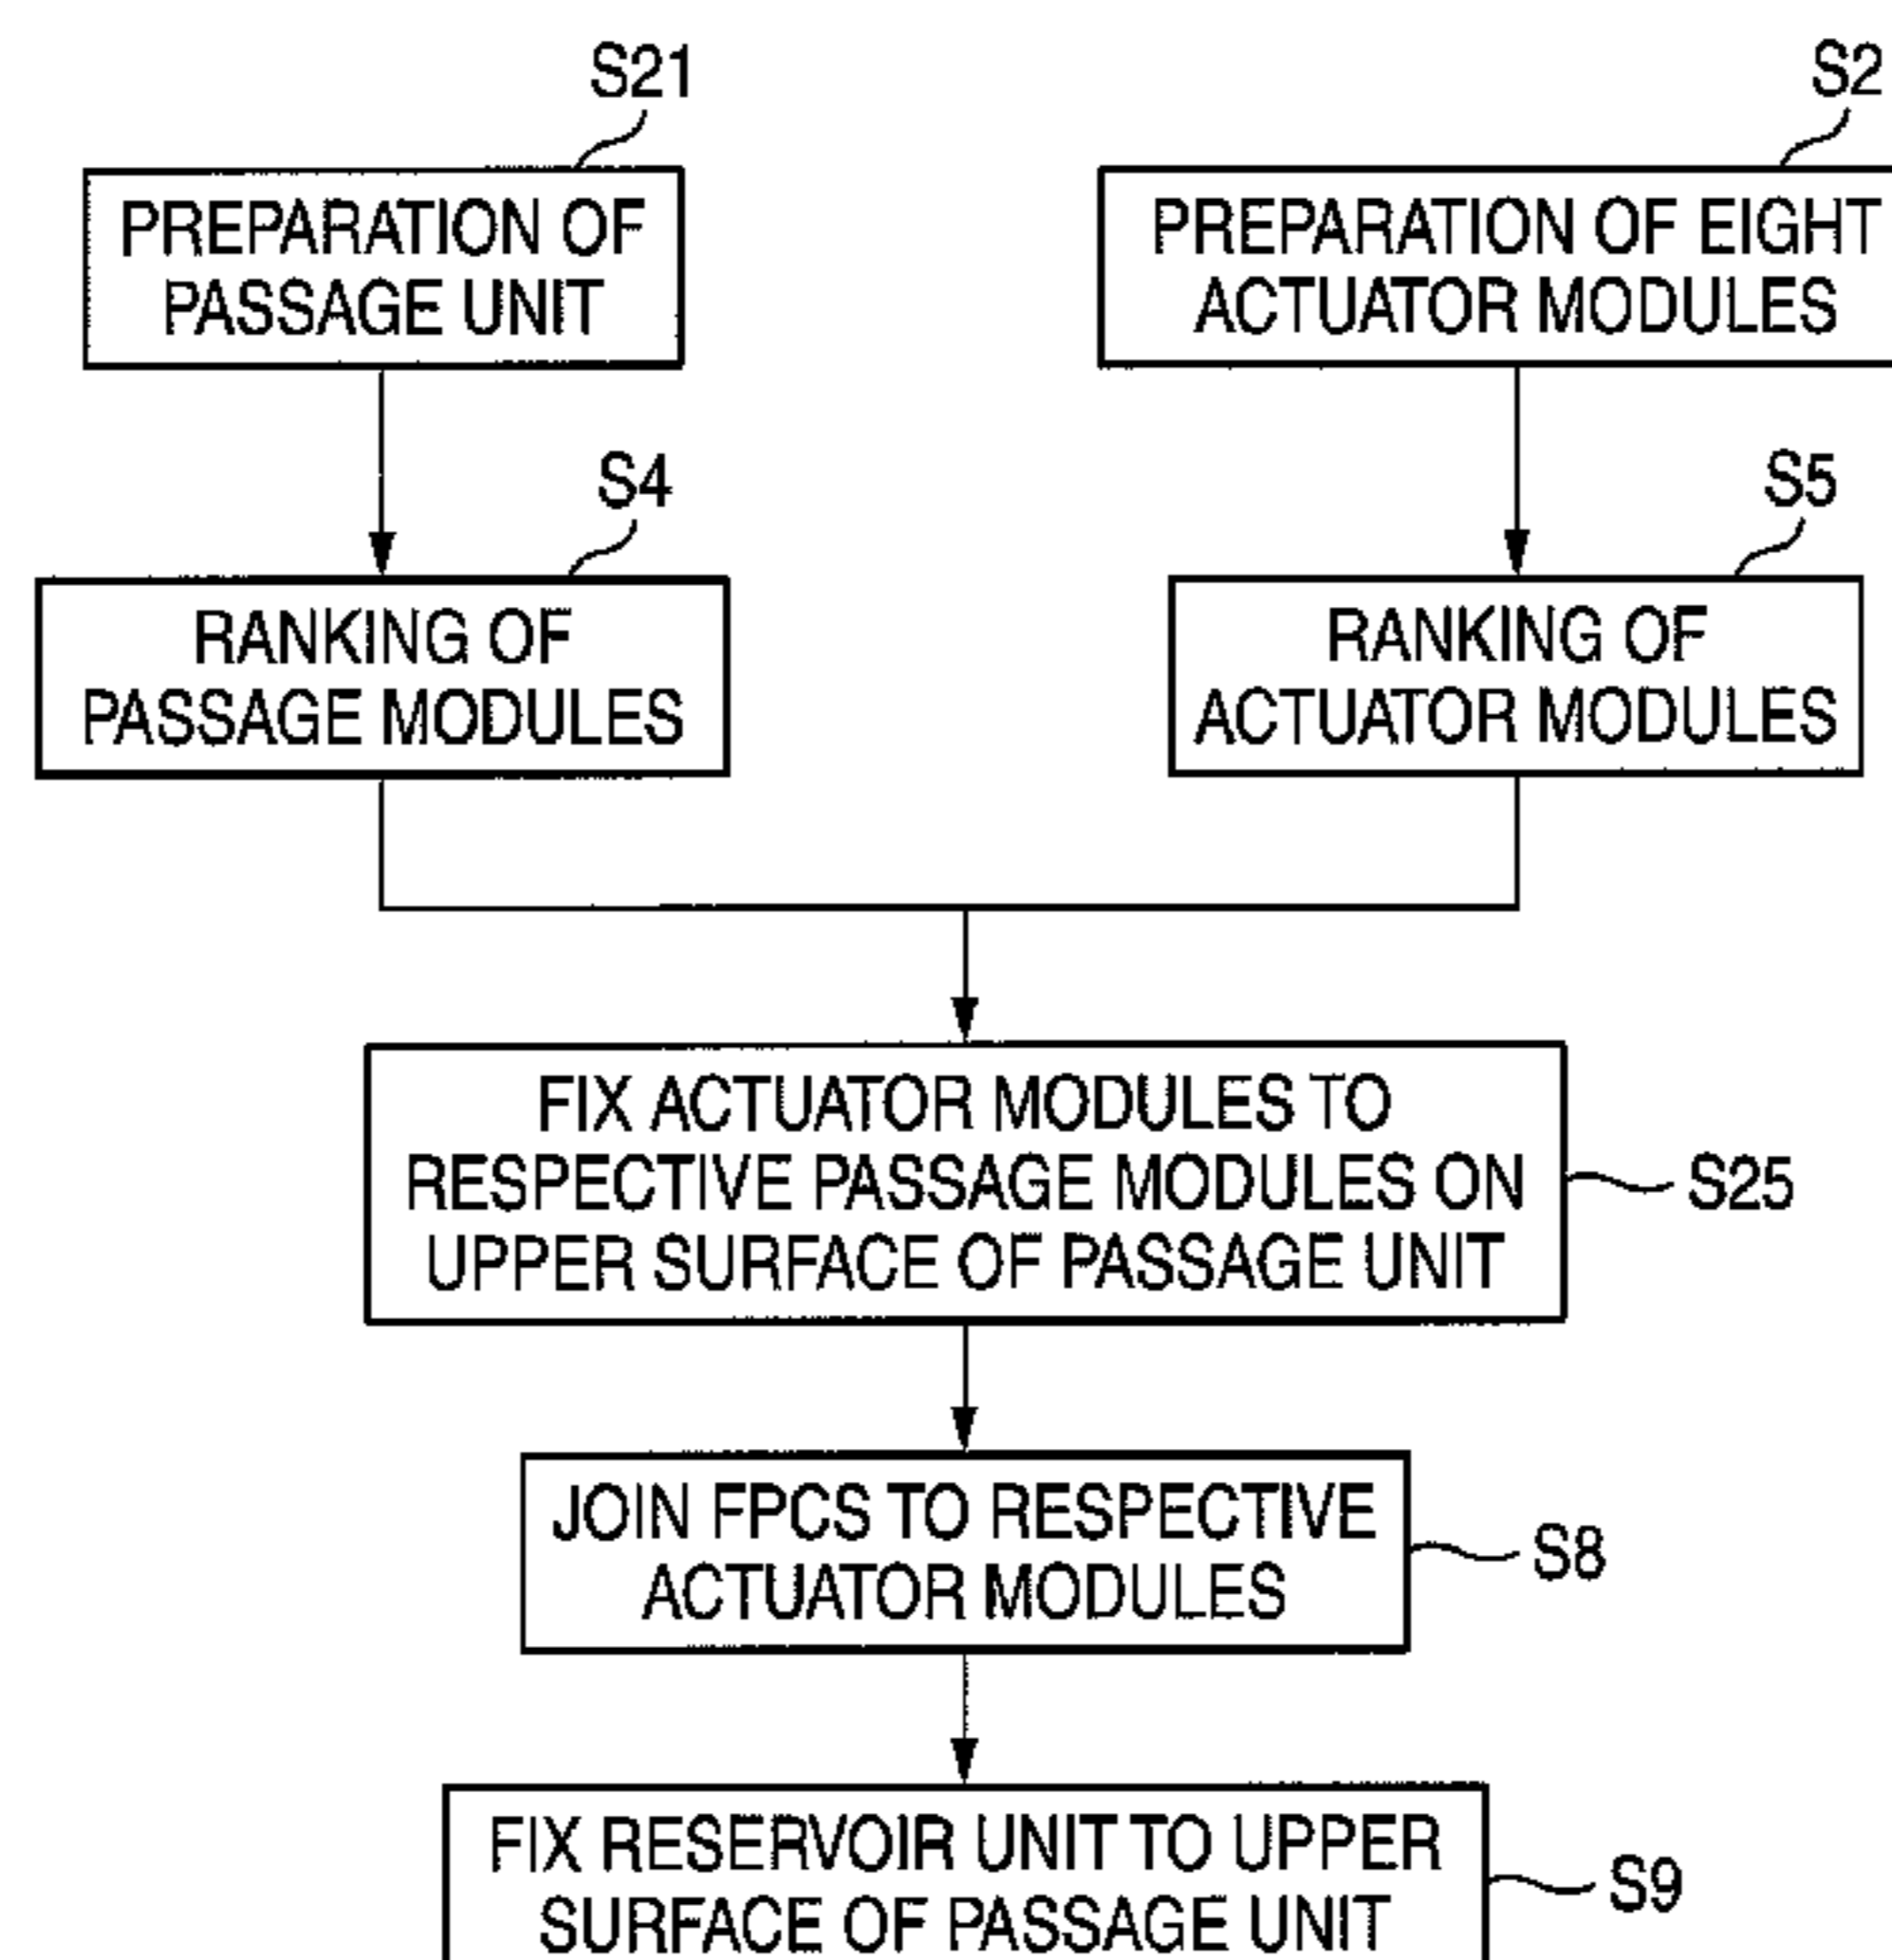 S21
PREPARATION OF
PASSAGE UNIT
S2
PREPARATION OF EIGHT
ACTUATOR MODULES
S4
RANKING OF
PASSAGE MODULES
S5
RANKING OF
ACTUATOR MODULES
FIX ACTUATOR MODULES TO
RESPECTIVE PASSAGE MODULES ON
UPPER SURFACE OF PASSAGE UNIT
S25
JOIN FPCS TO RESPECTIVE
ACTUATOR MODULES
S8
FIX RESERVOIR UNIT TO UPPER
SURFACE OF PASSAGE UNIT
S9